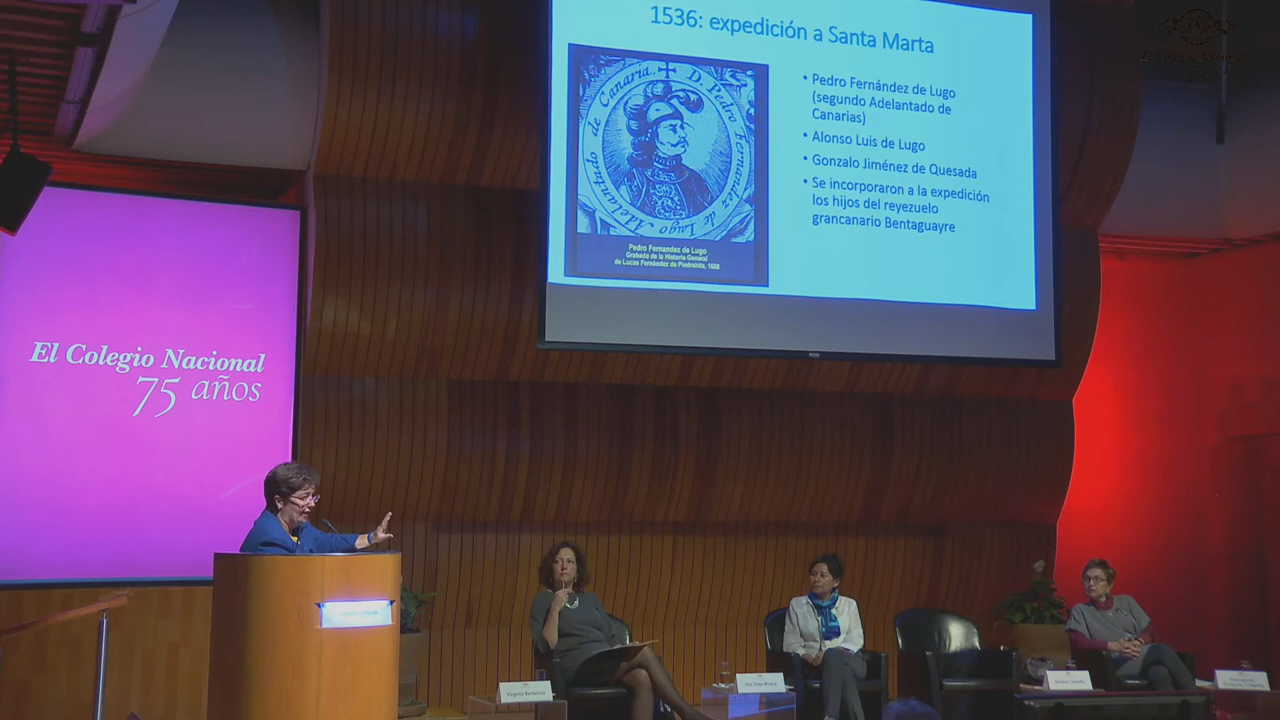 1536: expedición a Santa Marta
• Pedro Fernández de Lugo
(segundo Adelantado de
Canarias)
• Alonso Luis de Lugo
• Gonzalo Jiménez de Quesada
• Se incorporaron a la expedición
los hijos del reyezuelo
grancanario Bentaguayre
D. Pedro Fernandez de Lugo Adelantado de Canaria.
Pedro Fernandez de Lugo
Grabado de la Historia General
de Lucas Fernández de Piedrahita, 1688
El Colegio Nacional
75 años
Virginia Bertolotti